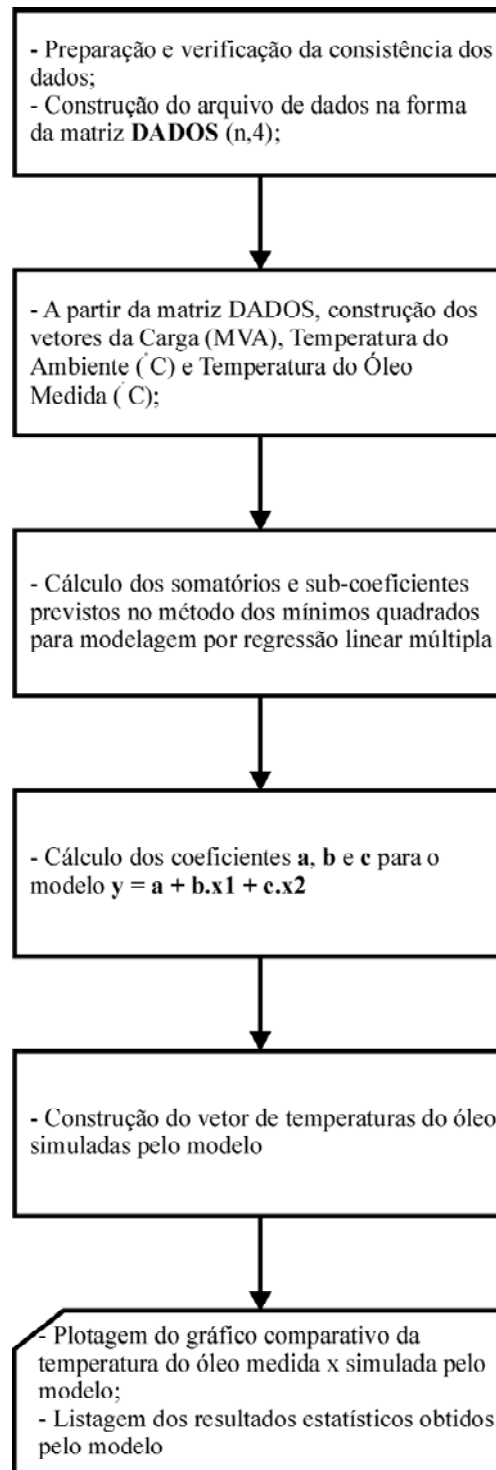 - Preparação e verificação da consistência dos
dados;
- Construção do arquivo de dados na forma
da matriz DADOS (n,4);
- A partir da matriz DADOS, construção dos
vetores da Carga (MVA), Temperatura do
Ambiente (°C) e Temperatura do Óleo
Medida (°C);
- Cálculo dos somatórios e sub-coeficientes
previstos no método dos mínimos quadrados
para modelagem por regressão linear múltipla
- Cálculo dos coeficientes a, b e c para o
modelo y = a + b.x1 + c.x2
- Construção do vetor de temperaturas do óleo
simuladas pelo modelo
- Plotagem do gráfico comparativo da
temperatura do óleo medida x simulada pelo
modelo;
- Listagem dos resultados estatísticos obtidos
pelo modelo